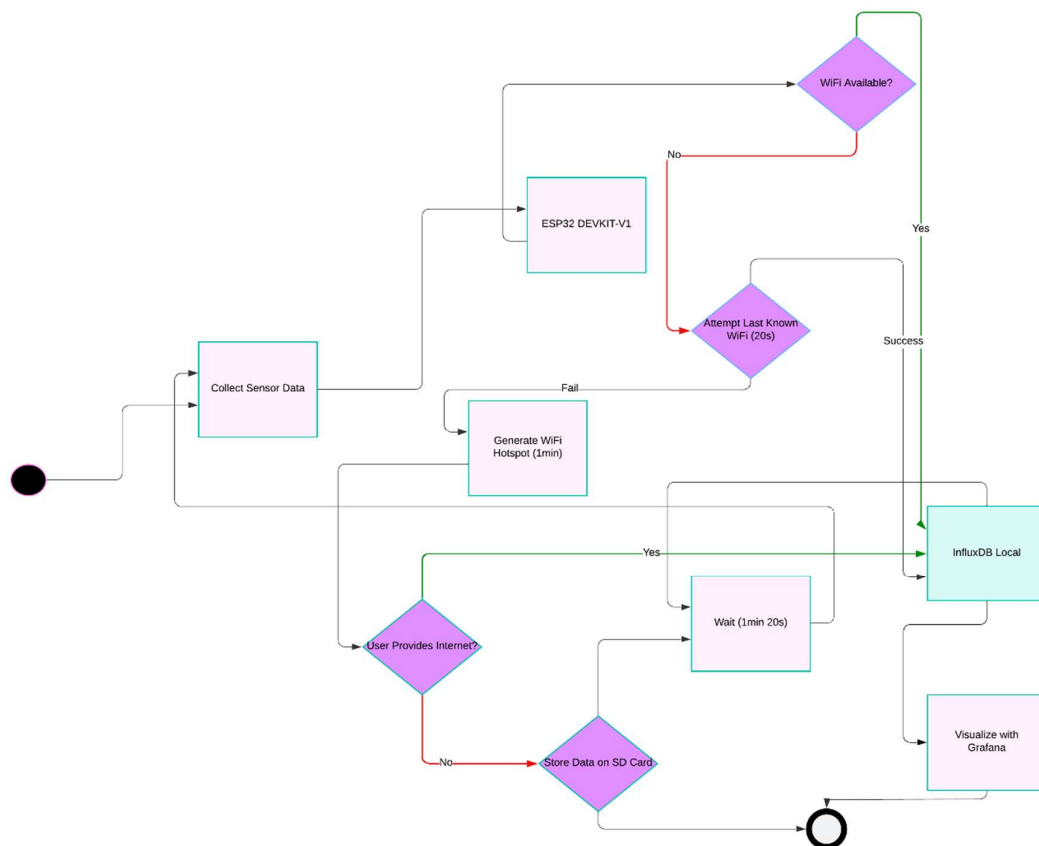 WiFi Available?
No
ESP32 DEVKIT-V1
Yes
Attempt Last Known
WiFi (20s)
Success
Collect Sensor Data
Fail
Generate WiFi
Hotspot (1min)
Yes
InfluxDB Local
Wait (1min 20s)
User Provides Internet?
Visualize with
Grafana
No
Store Data on SD Card